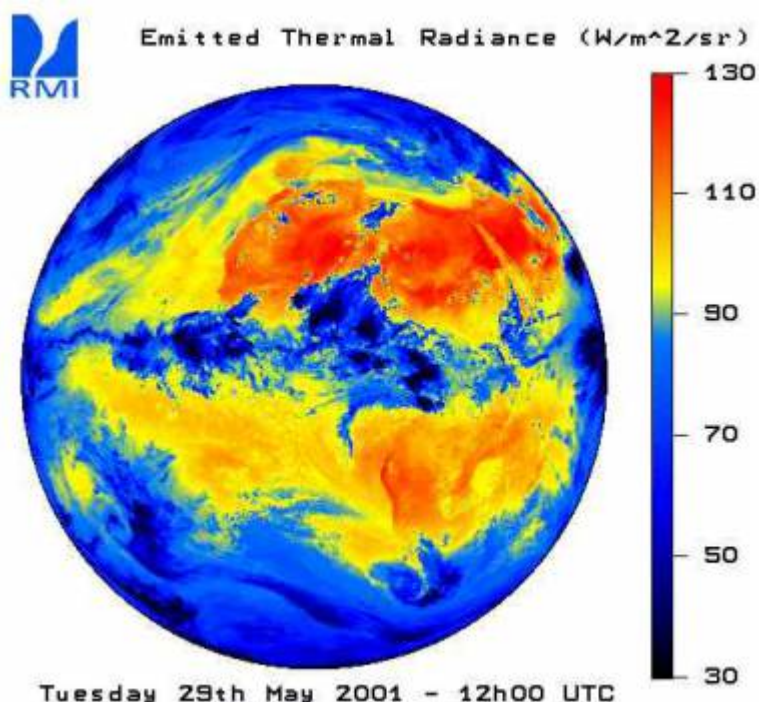 Emitted Thermal Radiance (W/m^2/sr)
RMI
130
110
90
70
50
30
Tuesday 29th May 2001 - 12h00 UTC